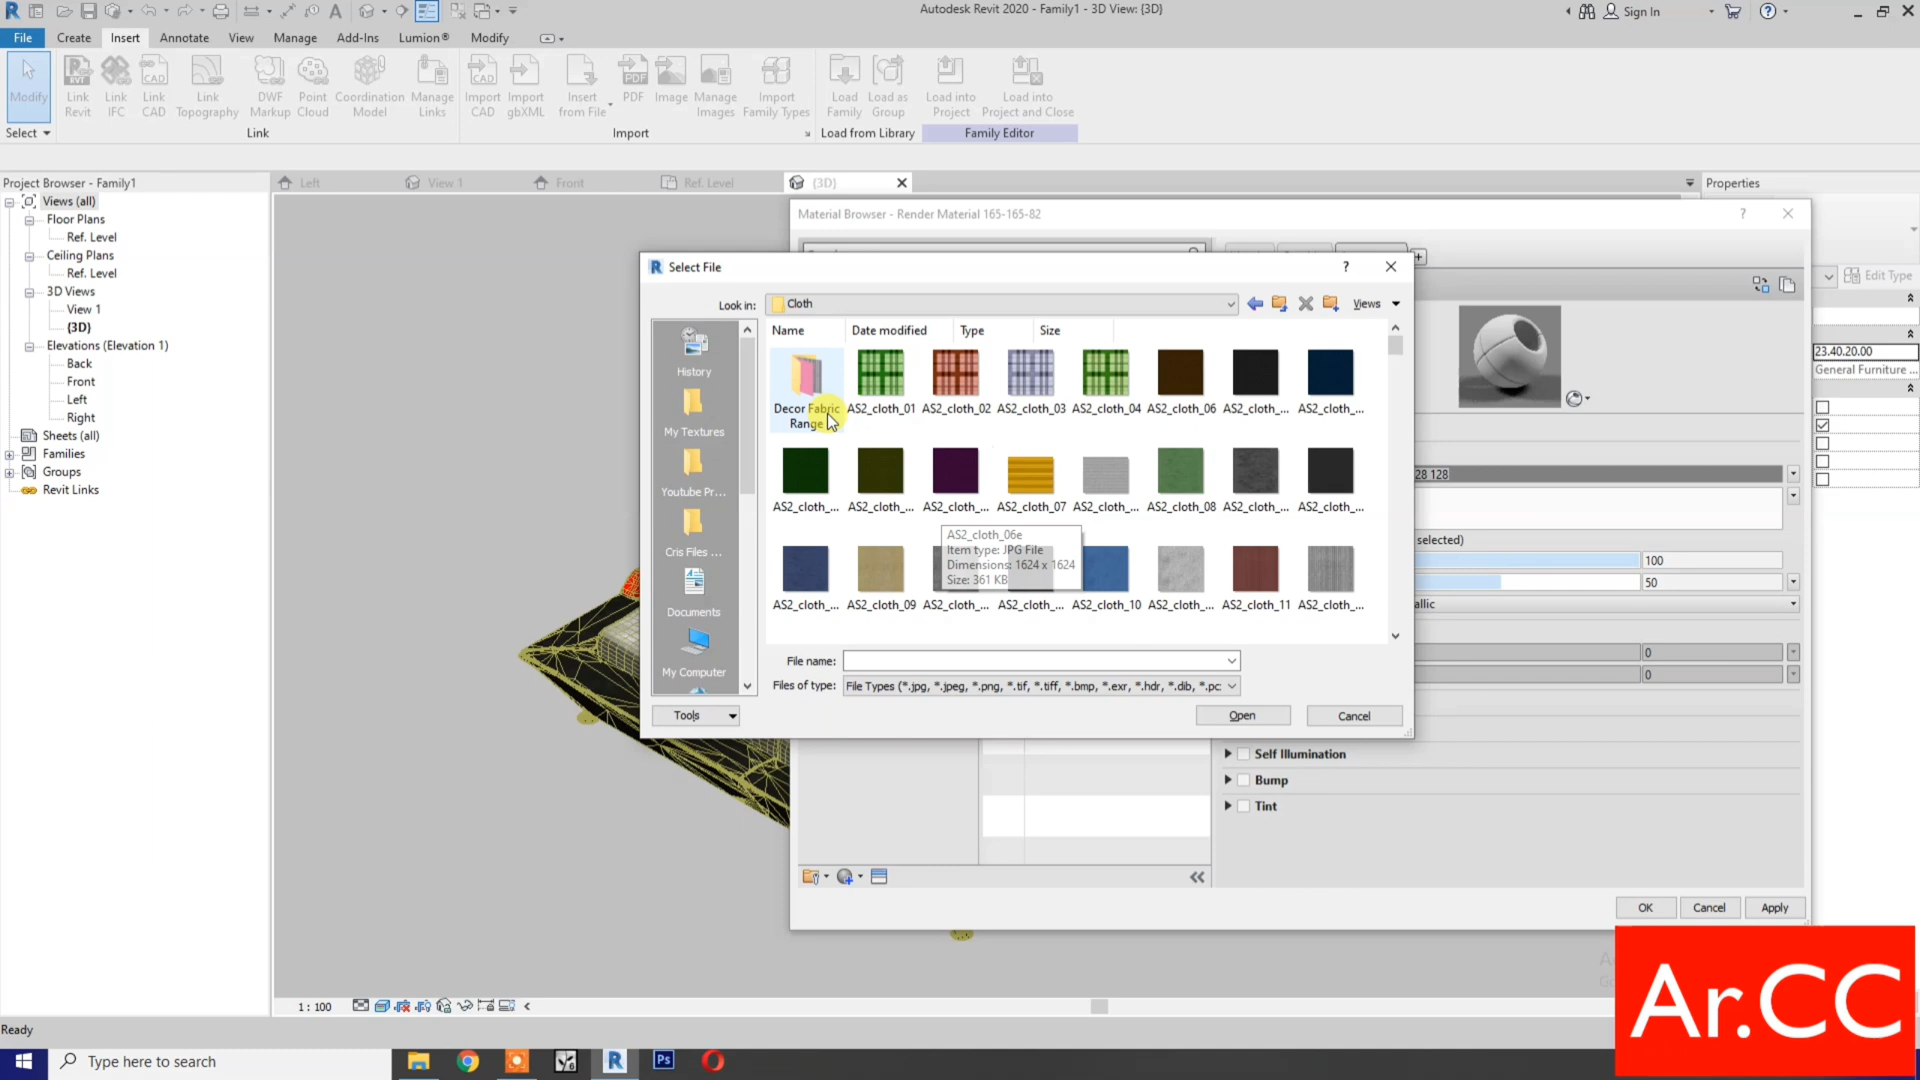 Autodesk Revit 2020 - Family1 - 3D View: {3D}
Sign In
File Create Insert Annotate View Manage Add-Ins Lumion® Modify
Modify
Link Revit
Link IFC
Link CAD
Link Topography
DWF Markup
Point Cloud
Coordination Model
Manage Links
Import CAD
Import gbXML
Insert from File
PDF
Image
Manage Images
Import Family Types
Load Family
Load as Group
Load into Project
Load into Project and Close
Select
Link
Import
Load from Library
Family Editor
Project Browser - Family1
Left
View 1
Front
Ref. Level
{3D}
Properties
Views (all)
Floor Plans
Ref. Level
Ceiling Plans
Ref. Level
3D Views
View 1
{3D}
Elevations (Elevation 1)
Back
Front
Left
Right
Sheets (all)
Families
Groups
Revit Links
Material Browser - Render Material 165-165-82
?
Edit Type
23.40.20.00
General Furniture ...
Select File
?
Look in:
Cloth
Views
Name Date modified Type Size
History
My Textures
Youtube Pr...
Cris Files ...
Documents
My Computer
Decor Fabric Range
AS2_cloth_01
AS2_cloth_02
AS2_cloth_03
AS2_cloth_04
AS2_cloth_06
AS2_cloth_...
AS2_cloth_...
AS2_cloth_...
AS2_cloth_...
AS2_cloth_...
AS2_cloth_07
AS2_cloth_...
AS2_cloth_08
AS2_cloth_...
AS2_cloth_...
AS2_cloth_06e
Item type: JPG File
Dimensions: 1624 x 1624
Size: 361 KB
AS2_cloth_...
AS2_cloth_09
AS2_cloth_...
AS2_cloth_...
AS2_cloth_10
AS2_cloth_...
AS2_cloth_11
AS2_cloth_...
File name:
Files of type: File Types (*.jpg, *.jpeg, *.png, *.tif, *.tiff, *.bmp, *.exr, *.hdr, *.dib, *.pc
Tools
Open
Cancel
28 128
selected)
100
50
allic
0
0
Self Illumination
Bump
Tint
OK
Cancel
Apply
1 : 100
Ready
Type here to search
Ps
Ar.CC